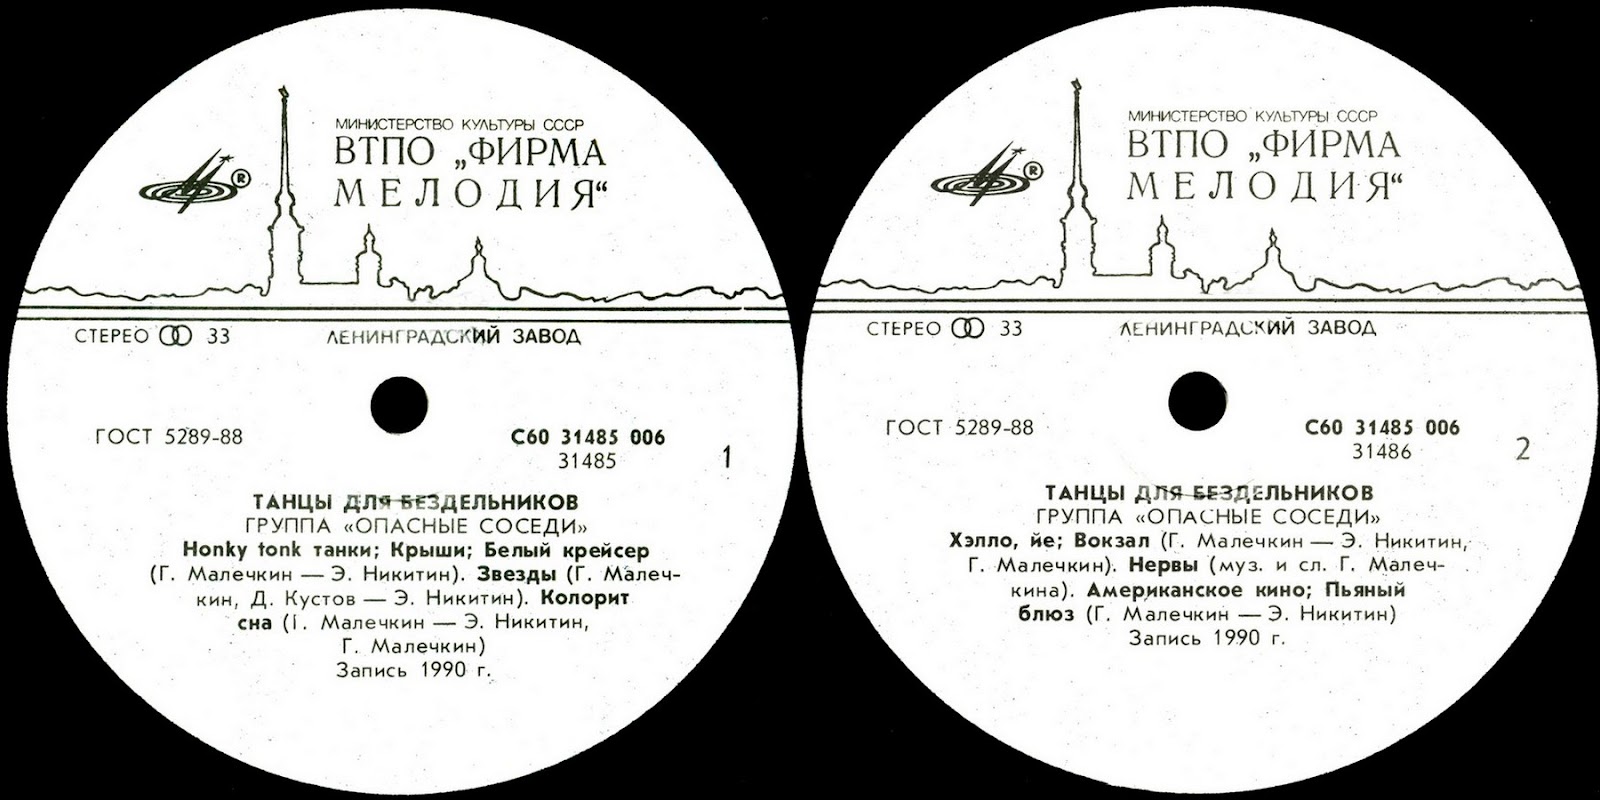 МИНИСТЕРСТВО КУЛЬТУРЫ СССР
ВТПО „ФИРМА
МЕЛОДИЯ“
®
СТЕРЕО 33
ЛЕНИНГРАДСКИЙ ЗАВОД
ГОСТ 5289-88
С60 31485 006
31485
1
ТАНЦЫ ДЛЯ БЕЗДЕЛЬНИКОВ
ГРУППА «ОПАСНЫЕ СОСЕДИ»
Honky tonk танки; Крыши; Белый крейсер
(Г. Малечкин — Э. Никитин). Звезды (Г. Малеч-
кин, Д. Кустов — Э. Никитин). Колорит
сна (Г. Малечкин — Э. Никитин,
Г. Малечкин)
Запись 1990 г.
МИНИСТЕРСТВО КУЛЬТУРЫ СССР
ВТПО „ФИРМА
МЕЛОДИЯ“
®
СТЕРЕО 33
ЛЕНИНГРАДСКИЙ ЗАВОД
ГОСТ 5289-88
С60 31485 006
31486
2
ТАНЦЫ ДЛЯ БЕЗДЕЛЬНИКОВ
ГРУППА «ОПАСНЫЕ СОСЕДИ»
Хэлло, йе; Вокзал (Г. Малечкин — Э. Никитин,
Г. Малечкин). Нервы (муз. и сл. Г. Малеч-
кина). Американское кино; Пьяный
блюз (Г. Малечкин — Э. Никитин)
Запись 1990 г.